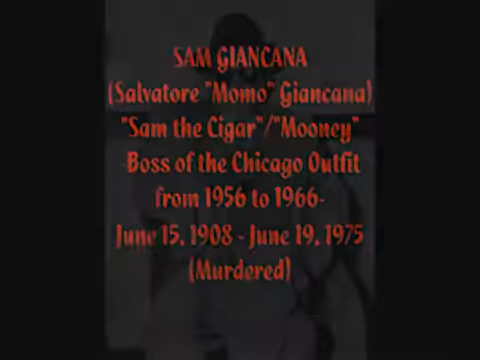 SAM GIANCANA
(Salvatore "Momo" Giancana)
"Sam the Cigar"/"Mooney"
-Boss of the Chicago Outfit
from 1956 to 1966-
June 15, 1908 - June 19, 1975
(Murdered)